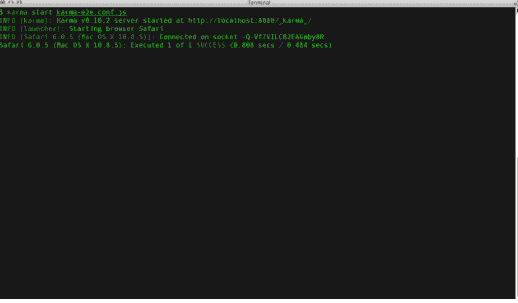 Terminal
$ karma start karma-e2e.conf.js
INFO [karma]: Karma v0.10.2 server started at http://localhost:8080/_karma_/
INFO [launcher]: Starting browser Safari
INFO [Safari 6.0.5 (Mac OS X 10.8.5)]: Connected on socket
Safari 6.0.5 (Mac OS X 10.8.5): Executed 1 of 1 SUCCESS (0.808 secs / 0.484 secs)